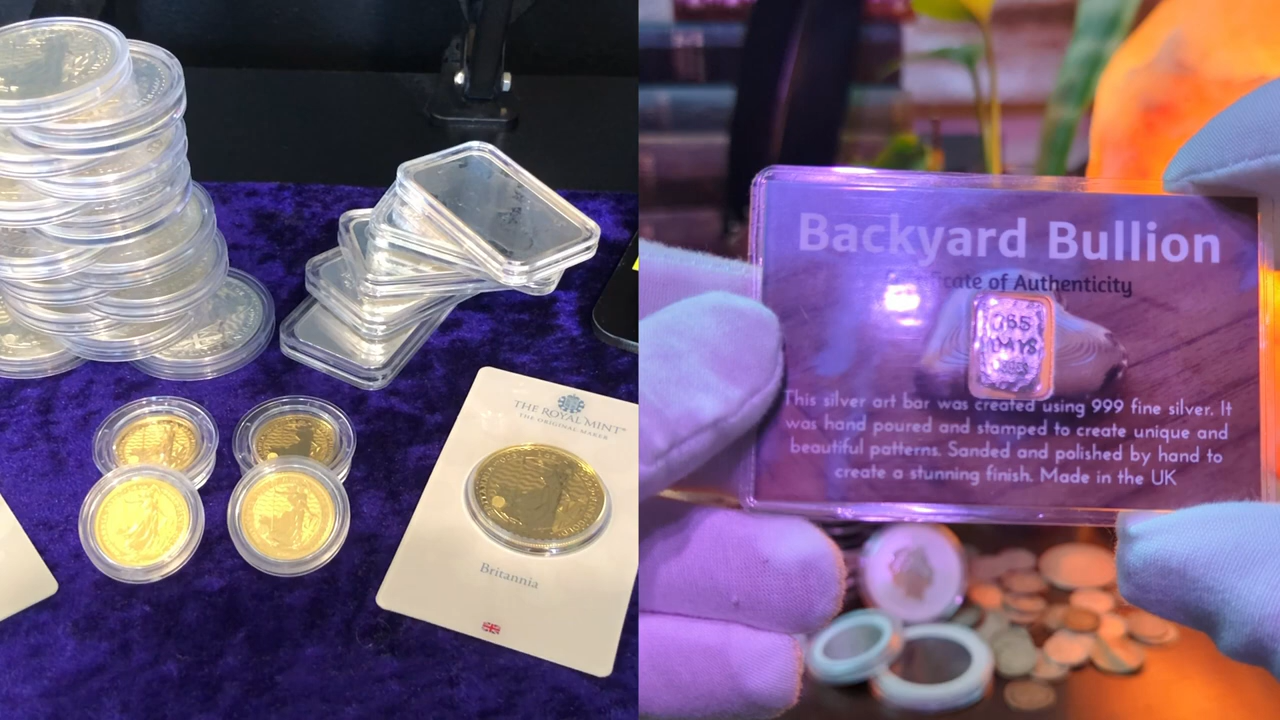 THE ROYAL MINT®
THE ORIGINAL MAKER
Britannia
Backyard Bullion
Certificate of Authenticity
365
DAYS
This silver art bar was created using 999 fine silver. It
was hand poured and stamped to create unique and
beautiful patterns. Sanded and polished by hand to
create a stunning finish. Made in the UK